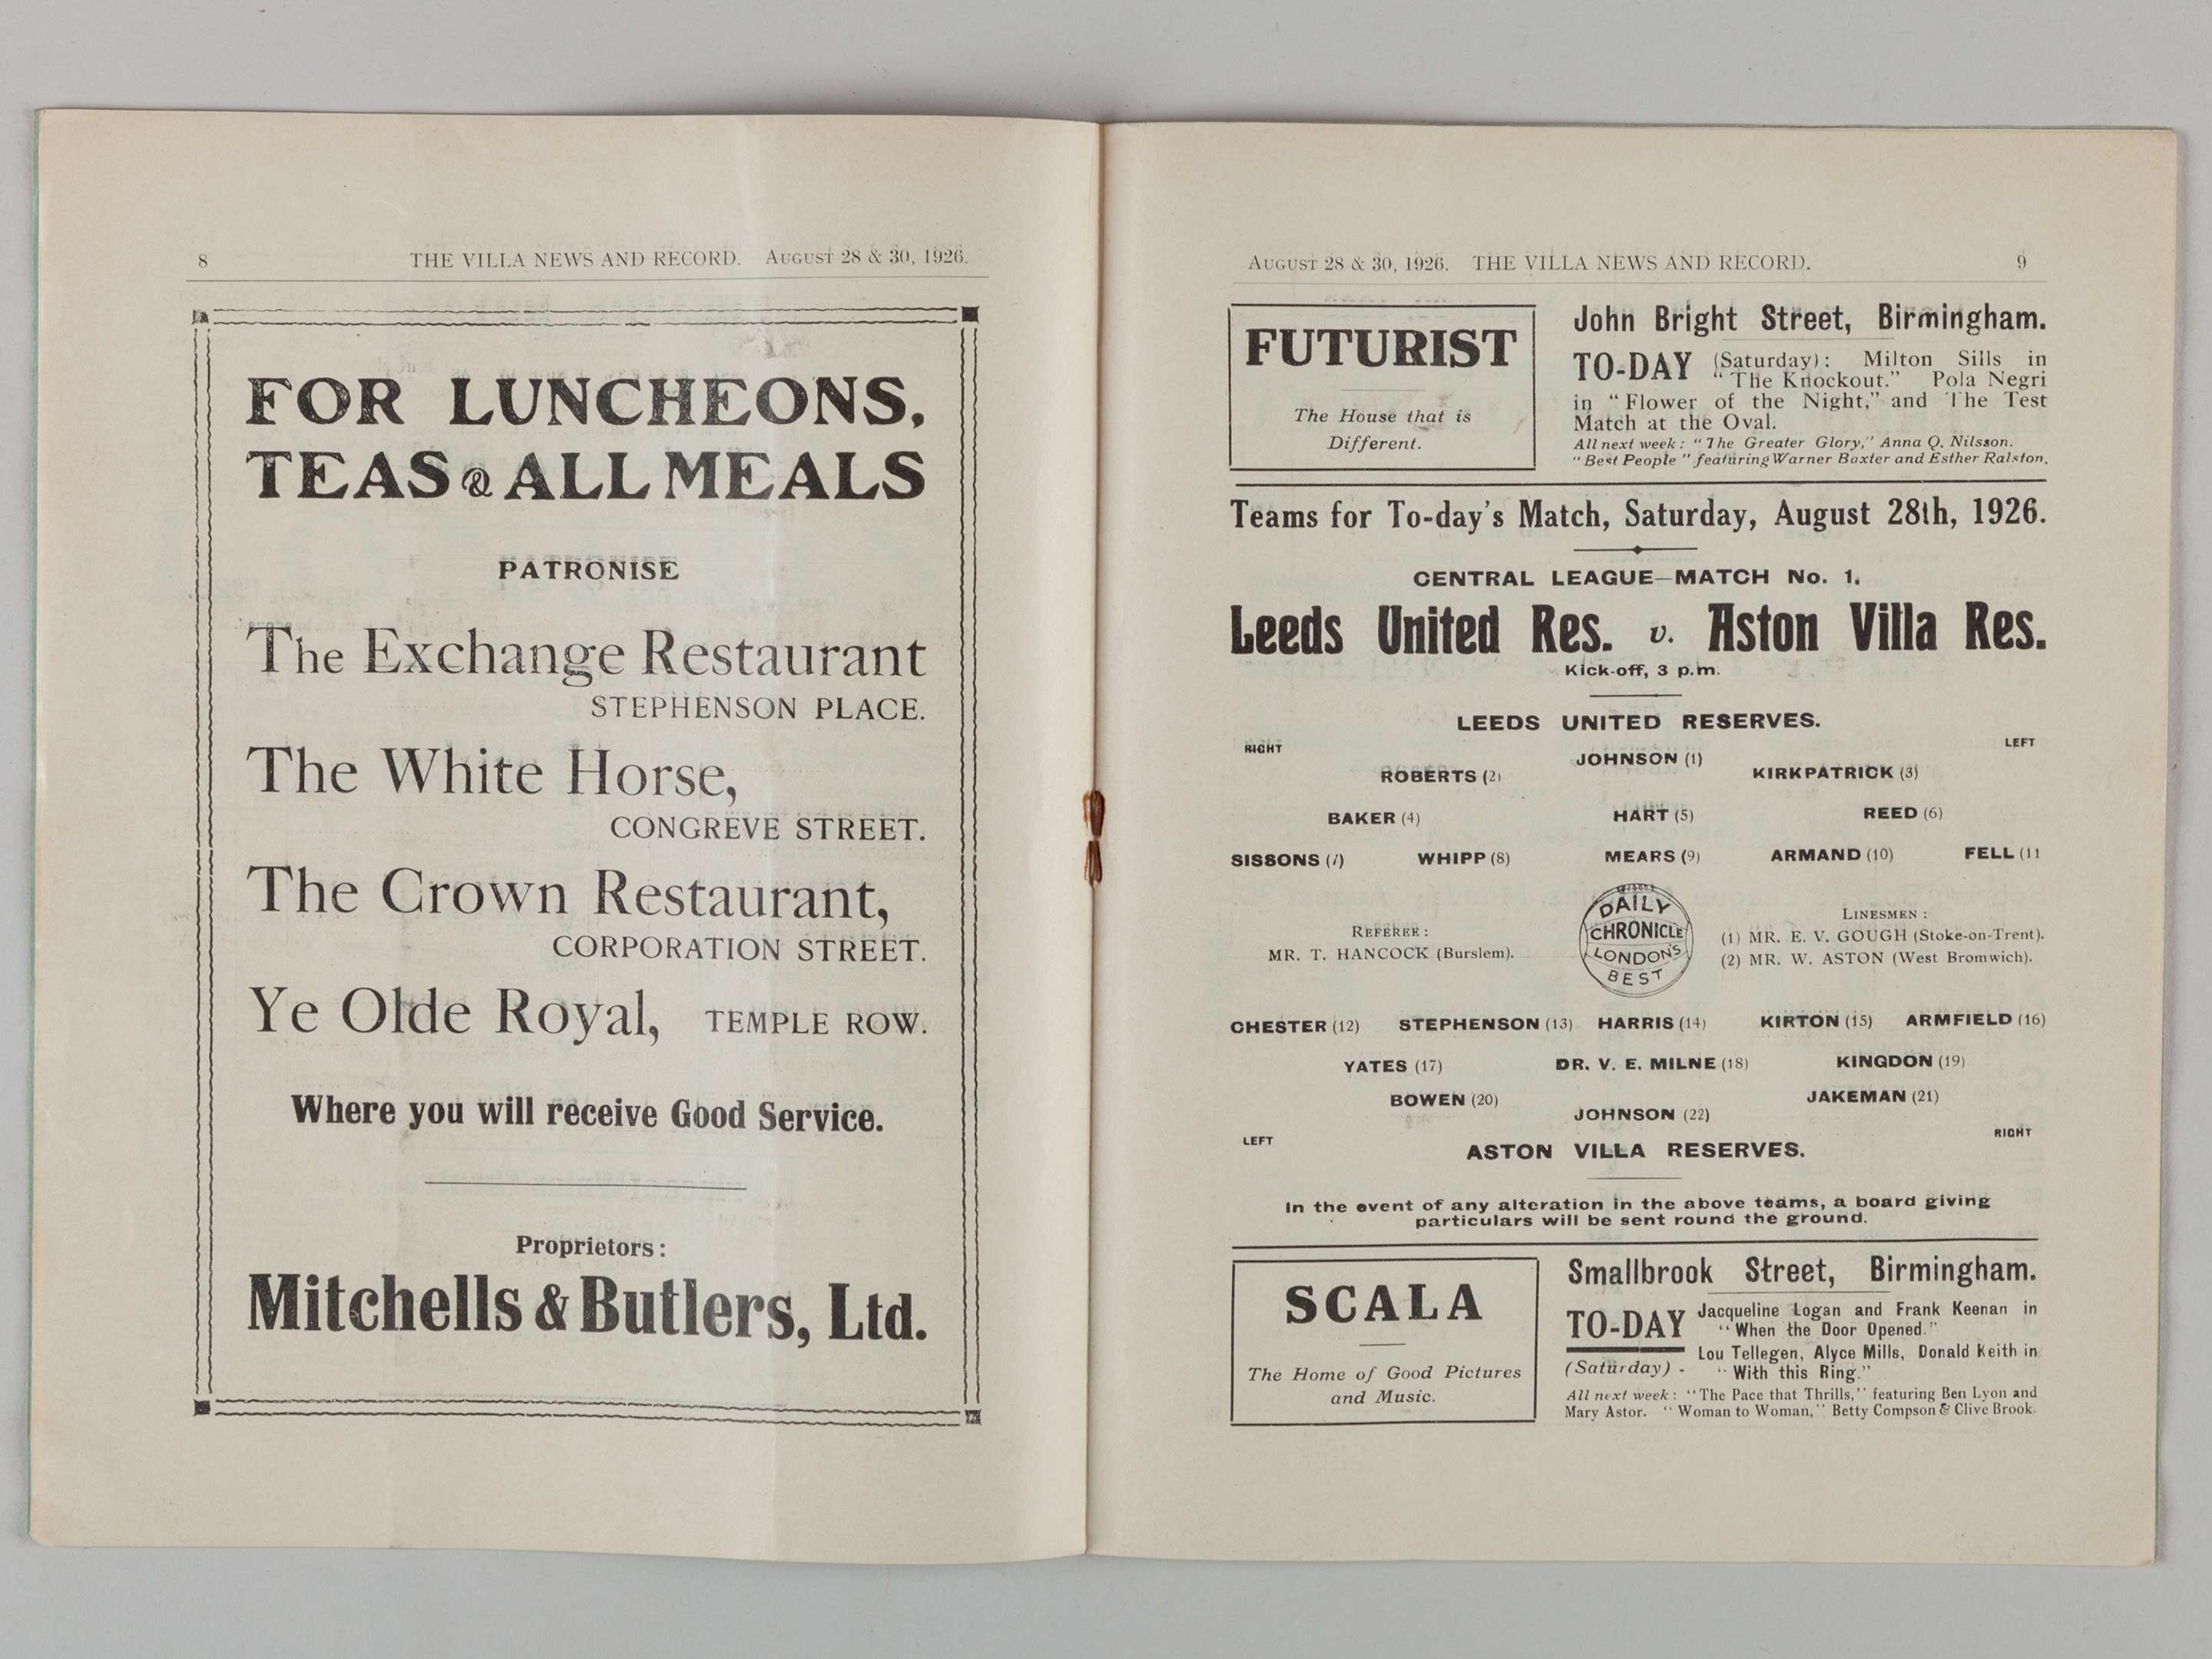 8 THE VILLA NEWS AND RECORD. AUGUST 28 & 30, 1926.
FOR LUNCHEONS,
TEAS & ALL MEALS
PATRONISE
The Exchange Restaurant
STEPHENSON PLACE.
The White Horse,
CONGREVE STREET.
The Crown Restaurant,
CORPORATION STREET.
Ye Olde Royal, TEMPLE ROW.
Where you will receive Good Service.
Proprietors:
Mitchells & Butlers, Ltd.
AUGUST 28 & 30, 1926. THE VILLA NEWS AND RECORD. 9
FUTURIST
The House that is
Different.
John Bright Street, Birmingham.
TO-DAY (Saturday): Milton Sills in
"The Knockout." Pola Negri
in "Flower of the Night," and The Test
Match at the Oval.
All next week: "The Greater Glory," Anna Q. Nilsson.
"Best People" featuring Warner Baxter and Esther Ralston.
Teams for To-day's Match, Saturday, August 28th, 1926.
CENTRAL LEAGUE—MATCH No. 1.
Leeds United Res. v. Aston Villa Res.
Kick-off, 3 p.m.
LEEDS UNITED RESERVES.
RIGHT LEFT
JOHNSON (1)
ROBERTS (2) KIRKPATRICK (3)
BAKER (4) HART (5) REED (6)
SISSONS (7) WHIPP (8) MEARS (9) ARMAND (10) FELL (11
REFEREE:
MR. T. HANCOCK (Burslem).
DAILY
CHRONICLE
LONDON'S
BEST
LINESMEN:
(1) MR. E. V. GOUGH (Stoke-on-Trent).
(2) MR. W. ASTON (West Bromwich).
CHESTER (12) STEPHENSON (13) HARRIS (14) KIRTON (15) ARMFIELD (16)
YATES (17) DR. V. E. MILNE (18) KINGDON (19)
BOWEN (20) JAKEMAN (21)
JOHNSON (22)
LEFT RIGHT
ASTON VILLA RESERVES.
In the event of any alteration in the above teams, a board giving
particulars will be sent round the ground.
SCALA
The Home of Good Pictures
and Music.
Smallbrook Street, Birmingham.
TO-DAY Jacqueline Logan and Frank Keenan in
"When the Door Opened."
Lou Tellegen, Alyce Mills, Donald Keith in
(Saturday) - "With this Ring."
All next week: "The Pace that Thrills," featuring Ben Lyon and
Mary Astor. "Woman to Woman," Betty Compson & Clive Brook.